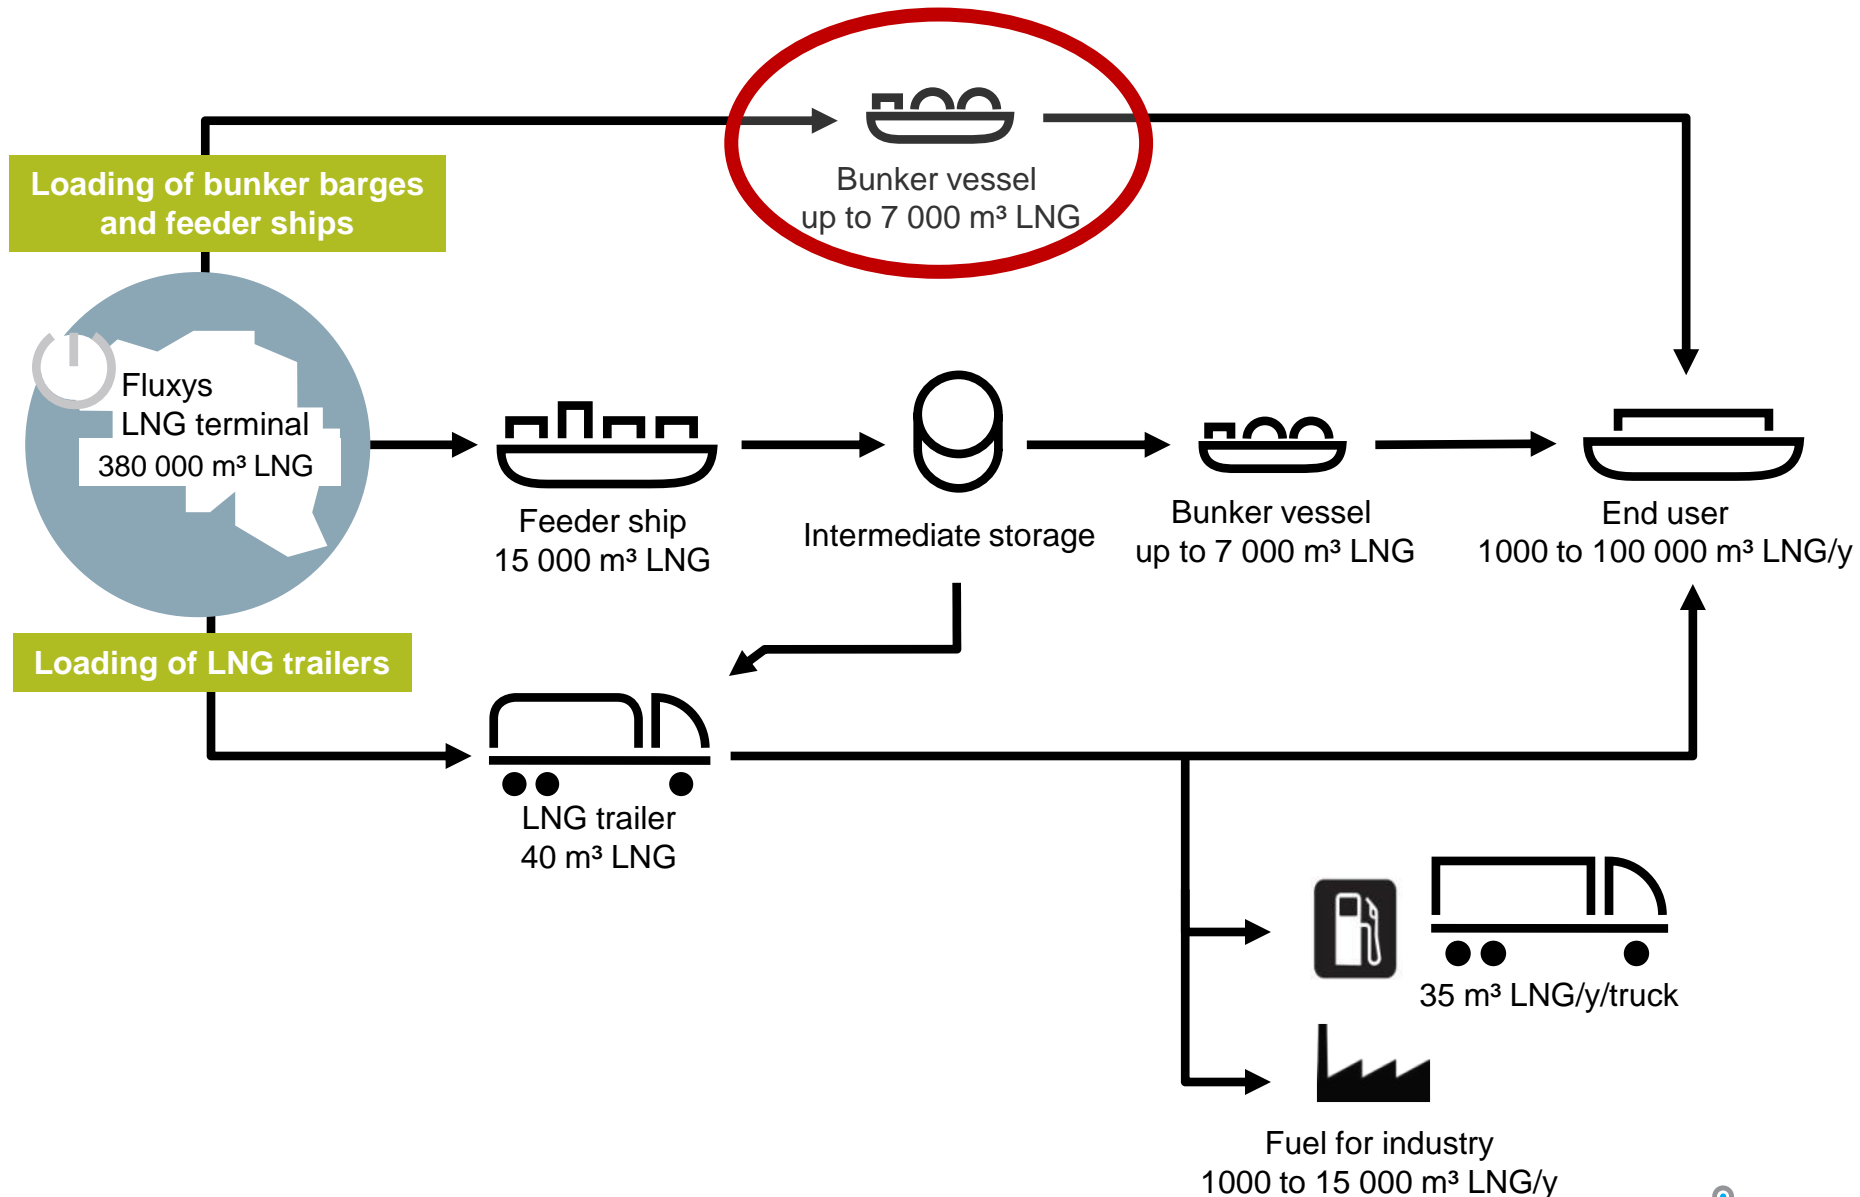 Loading of bunker barges
and feeder ships
Bunker vessel
up to 7 000 m³ LNG
Fluxys
LNG terminal
380 000 m³ LNG
Feeder ship
15 000 m³ LNG
Intermediate storage
Bunker vessel
up to 7 000 m³ LNG
End user
1000 to 100 000 m³ LNG/y
Loading of LNG trailers
LNG trailer
40 m³ LNG
35 m³ LNG/y/truck
Fuel for industry
1000 to 15 000 m³ LNG/y